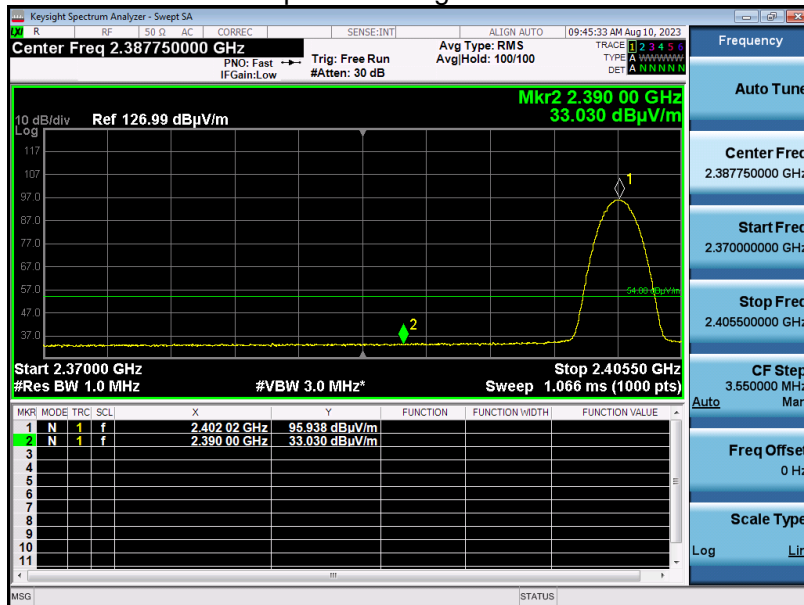 Keysight Spectrum Analyzer - Swept SA
LXI R RF 50 Ω AC CORREC SENSE:INT ALIGN AUTO 09:45:33 AM Aug 10, 2023
Center Freq 2.387750000 GHz
PNO: Fast
IFGain:Low
Trig: Free Run
#Atten: 30 dB
Avg Type: RMS
Avg|Hold: 100/100
TRACE 1 2 3 4 5 6
TYPE A WWWWW
DET A N N N N N
Mkr2 2.390 00 GHz
33.030 dBµV/m
10 dB/div Ref 126.99 dBµV/m
Log
117
107
97.0
87.0
77.0
67.0
57.0
47.0
37.0
1
2
54.00 dBµV/m
Start 2.37000 GHz Stop 2.40550 GHz
#Res BW 1.0 MHz #VBW 3.0 MHz* Sweep 1.066 ms (1000 pts)
MKR MODE TRC SCL X Y FUNCTION FUNCTION WIDTH FUNCTION VALUE
1 N 1 f 2.402 02 GHz 95.938 dBµV/m
2 N 1 f 2.390 00 GHz 33.030 dBµV/m
3
4
5
6
7
8
9
10
11
MSG STATUS
Frequency
Auto Tune
Center Freq
2.387750000 GHz
Start Freq
2.370000000 GHz
Stop Freq
2.405500000 GHz
CF Step
3.550000 MHz
Auto Man
Freq Offset
0 Hz
Scale Type
Log Lin